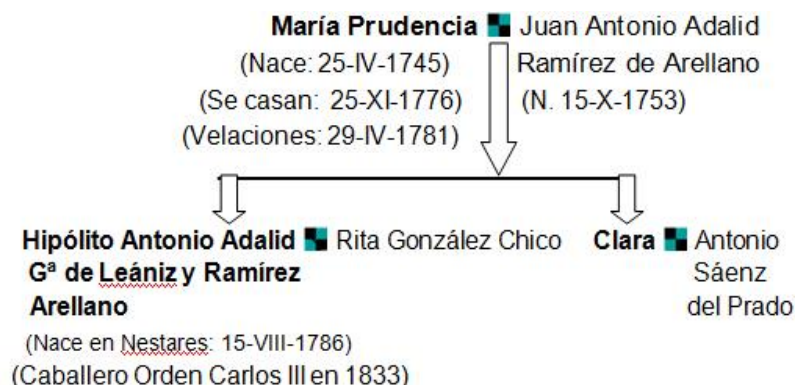 María Prudencia Juan Antonio Adalid
(Nace: 25-IV-1745) Ramírez de Arellano
(Se casan: 25-XI-1776) (N. 15-X-1753)
(Velaciones: 29-IV-1781)
Hipólito Antonio Adalid Rita González Chico Clara Antonio
Gª de Leániz y Ramírez Sáenz
Arellano del Prado
(Nace en Nestares: 15-VIII-1786)
(Caballero Orden Carlos III en 1833)